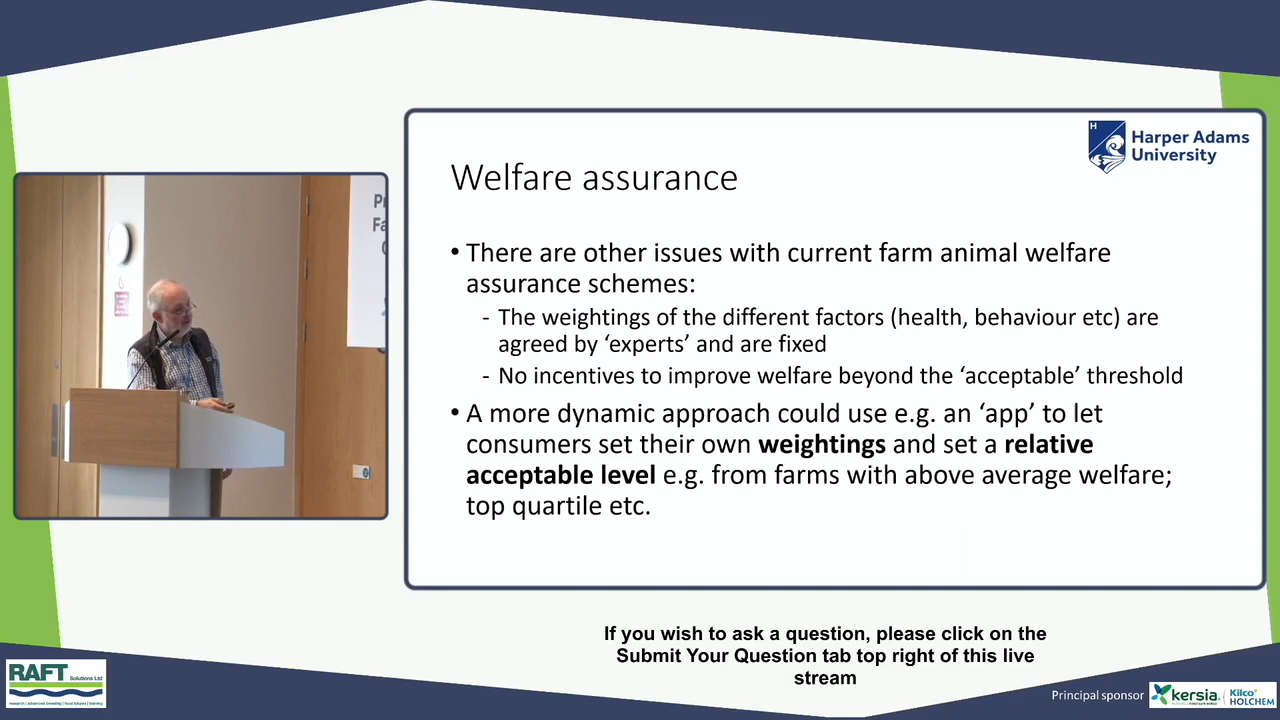 Harper Adams
University
Welfare assurance
• There are other issues with current farm animal welfare
assurance schemes:
- The weightings of the different factors (health, behaviour etc) are
agreed by ‘experts’ and are fixed
- No incentives to improve welfare beyond the ‘acceptable’ threshold
• A more dynamic approach could use e.g. an ‘app’ to let
consumers set their own weightings and set a relative
acceptable level e.g. from farms with above average welfare;
top quartile etc.
If you wish to ask a question, please click on the
Submit Your Question tab top right of this live
stream
RAFT
Solutions Ltd
Principal sponsor
kersia
Kilco
HOLCHEM